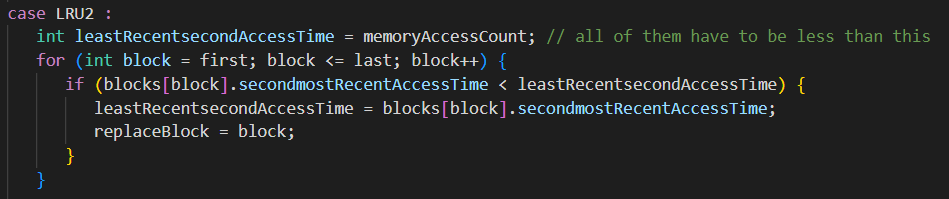 case LRU2 :
int leastRecentsecondAccessTime = memoryAccessCount; // all of them have to be less than this
for (int block = first; block <= last; block++) {
if (blocks[block].secondmostRecentAccessTime < leastRecentsecondAccessTime) {
leastRecentsecondAccessTime = blocks[block].secondmostRecentAccessTime;
replaceBlock = block;
}
}